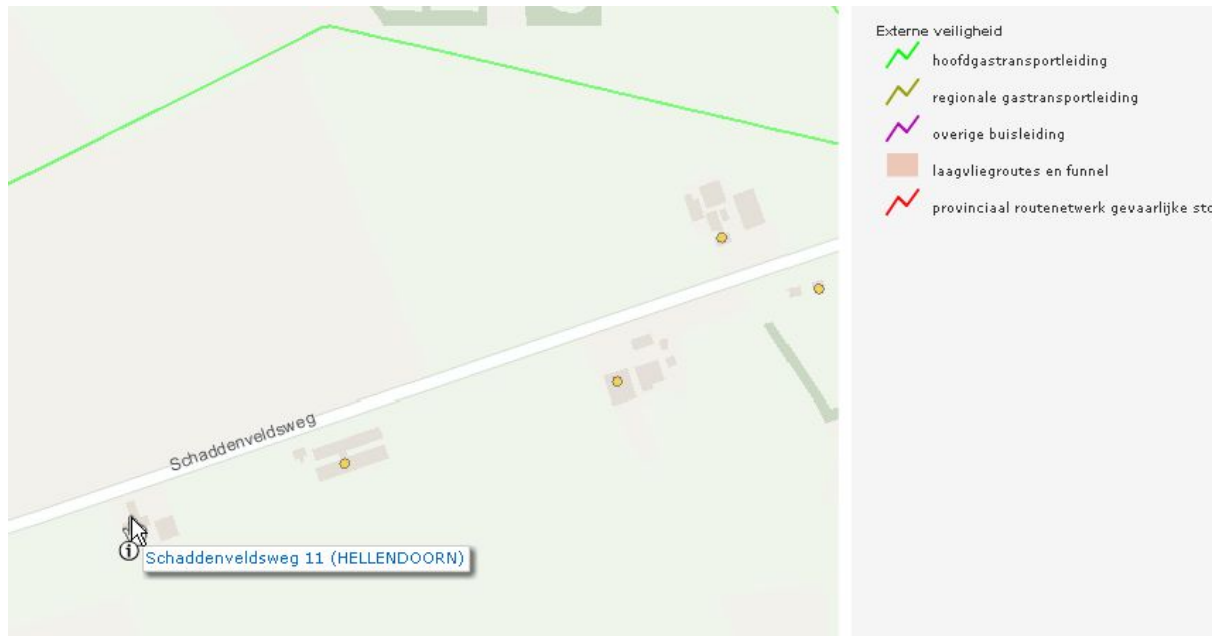 Schaddenveldsweg
Schaddenveldsweg 11 (HELLENDOORN)
Externe veiligheid
hoofdgastransportleiding
regionale gastransportleiding
overige buisleiding
laagvliegroutes en funnel
provinciaal routenetwerk gevaarlijke sto